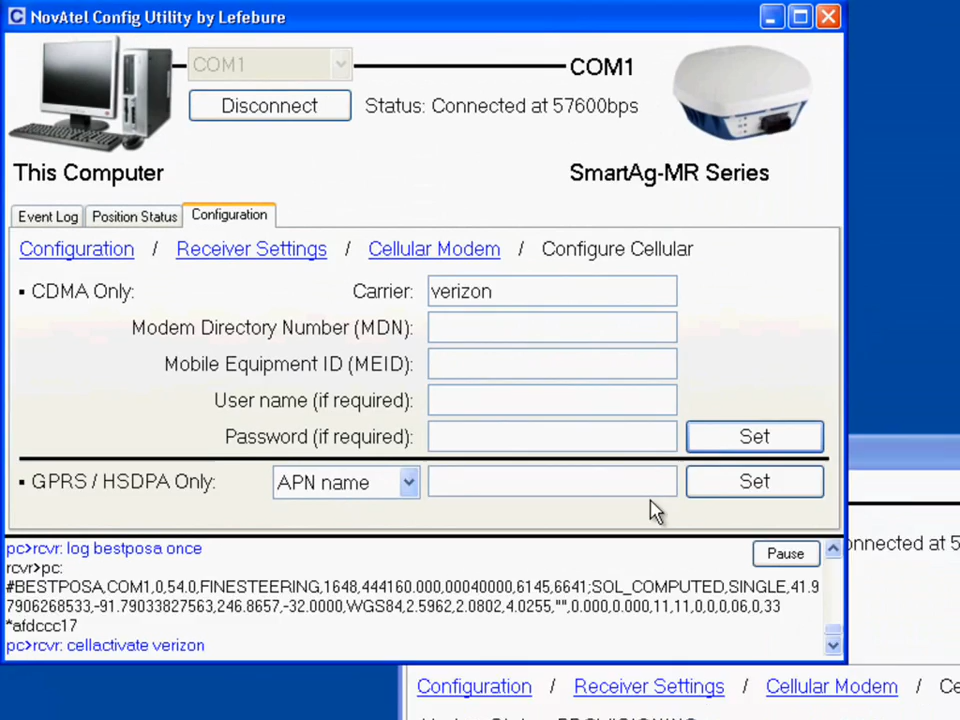 NovAtel Config Utility by Lefebure
COM1
COM1
Disconnect
Status: Connected at 57600bps
This Computer
SmartAg-MR Series
Event Log
Position Status
Configuration
Configuration / Receiver Settings / Cellular Modem / Configure Cellular
▪ CDMA Only:
Carrier: verizon
Modem Directory Number (MDN):
Mobile Equipment ID (MEID):
User name (if required):
Password (if required):
Set
▪ GPRS / HSDPA Only:
APN name
Set
pc>rcvr: log bestposa once
Pause
rcvr>pc:
#BESTPOSA,COM1,0,54.0,FINESTEERING,1648,444160.000,00040000,6145,6641;SOL_COMPUTED,SINGLE,41.9
7906268533,-91.79033827563,246.8657,-32.0000,WGS84,2.5962,2.0802,4.0255,"",0.000,0.000,11,11,0,0,0,06,0,33
*afdccc17
pc>rcvr: cellactivate verizon
onnected at 5
Configuration / Receiver Settings / Cellular Modem / Ce